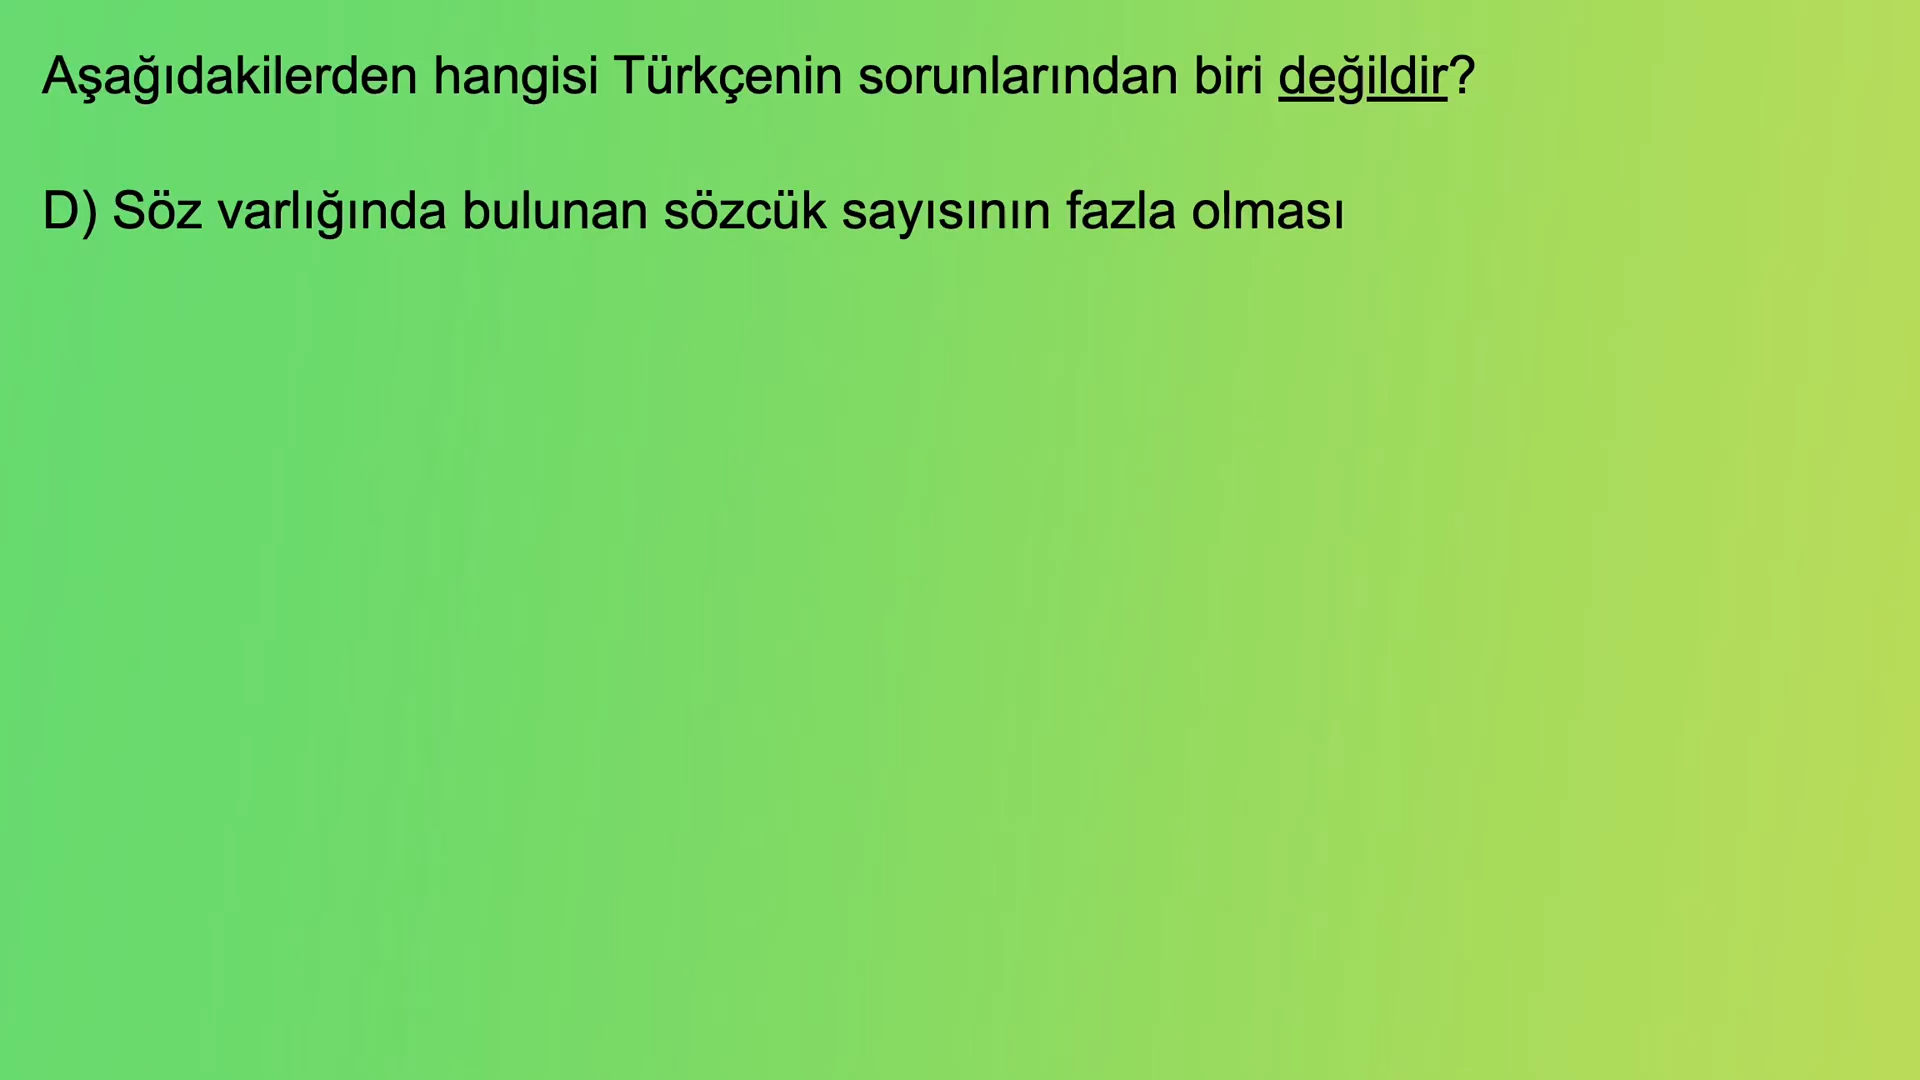 Aşağıdakilerden hangisi Türkçenin sorunlarından biri değildir?
D) Söz varlığında bulunan sözcük sayısının fazla olması